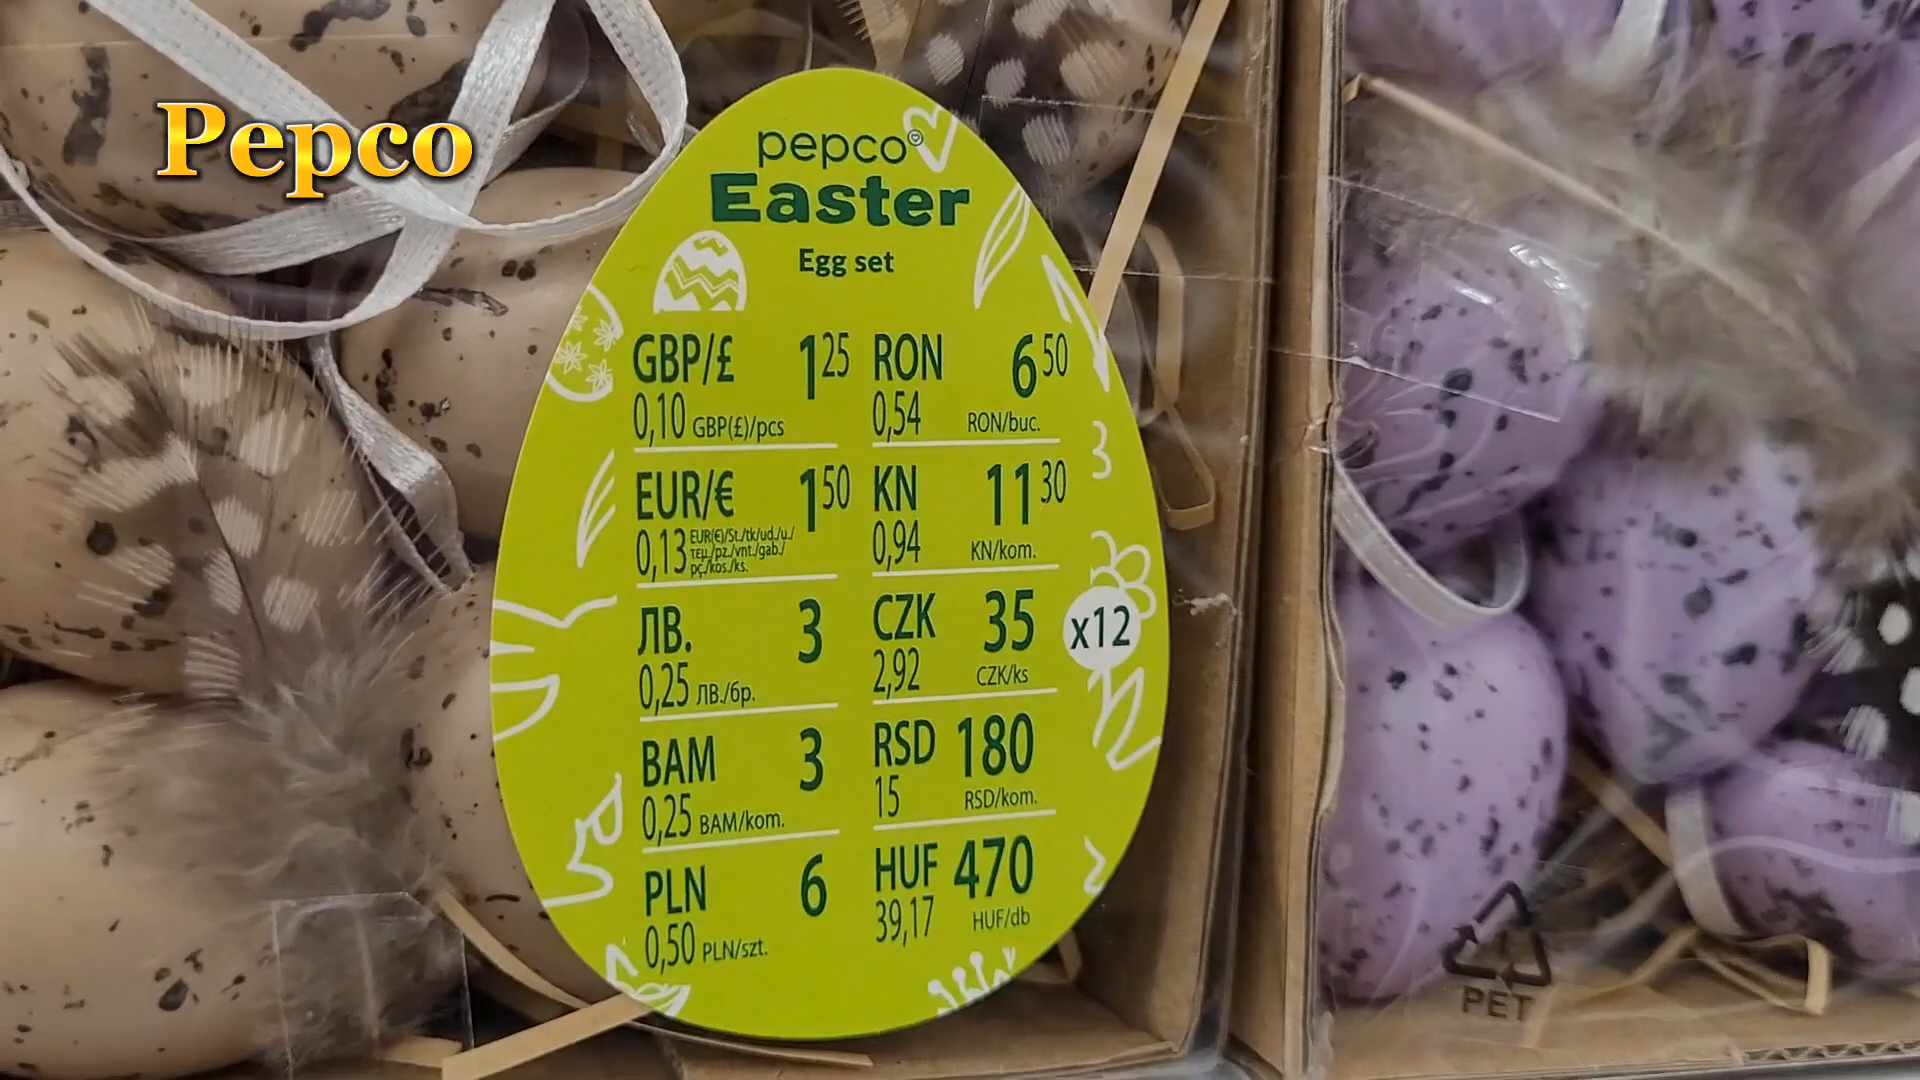 Pepco
pepco
Easter
Egg set
GBP/£ 1 25
0,10 GBP(£)/pcs
EUR/€ 1 50
0,13 EUR(€)/St./tk/ud./u./
τεμ./pz./vnt./gab./
pç./kos./ks.
ЛВ. 3
0,25 ЛВ./бр.
BAM 3
0,25 BAM/kom.
PLN 6
0,50 PLN/szt.
RON 6 50
0,54 RON/buc.
KN 11 30
0,94 KN/kom.
CZK 35
2,92 CZK/ks
RSD 180
15 RSD/kom.
HUF 470
39,17 HUF/db
x12
PET